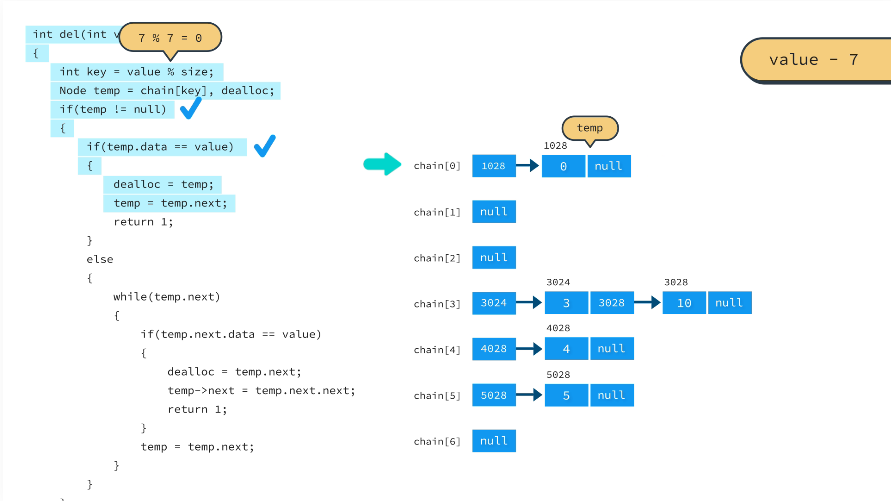 int del(int v
7 % 7 = 0
{
int key = value % size;
Node temp = chain[key], dealloc;
if(temp != null)
{
if(temp.data == value)
{
dealloc = temp;
temp = temp.next;
return 1;
}
else
{
while(temp.next)
{
if(temp.next.data == value)
{
dealloc = temp.next;
temp->next = temp.next.next;
return 1;
}
temp = temp.next;
}
}
value - 7
temp
1028
chain[0] 1028 0 null
chain[1] null
chain[2] null
3024 3028
chain[3] 3024 3 3028 10 null
4028
chain[4] 4028 4 null
5028
chain[5] 5028 5 null
chain[6] null